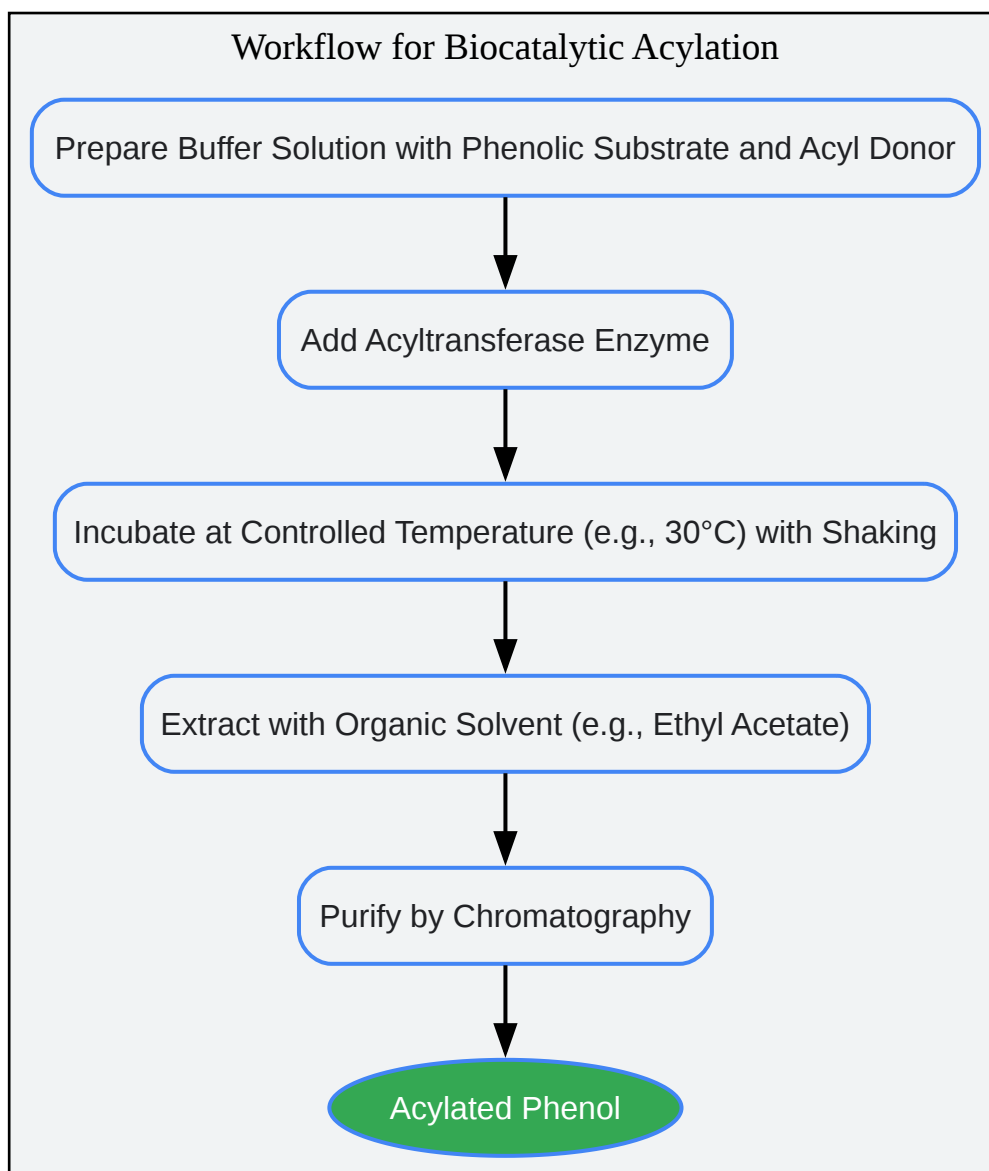 Workflow for Biocatalytic Acylation
Prepare Buffer Solution with Phenolic Substrate and Acyl Donor
Add Acyltransferase Enzyme
Incubate at Controlled Temperature (e.g., 30°C) with Shaking
Extract with Organic Solvent (e.g., Ethyl Acetate)
Purify by Chromatography
Acylated Phenol